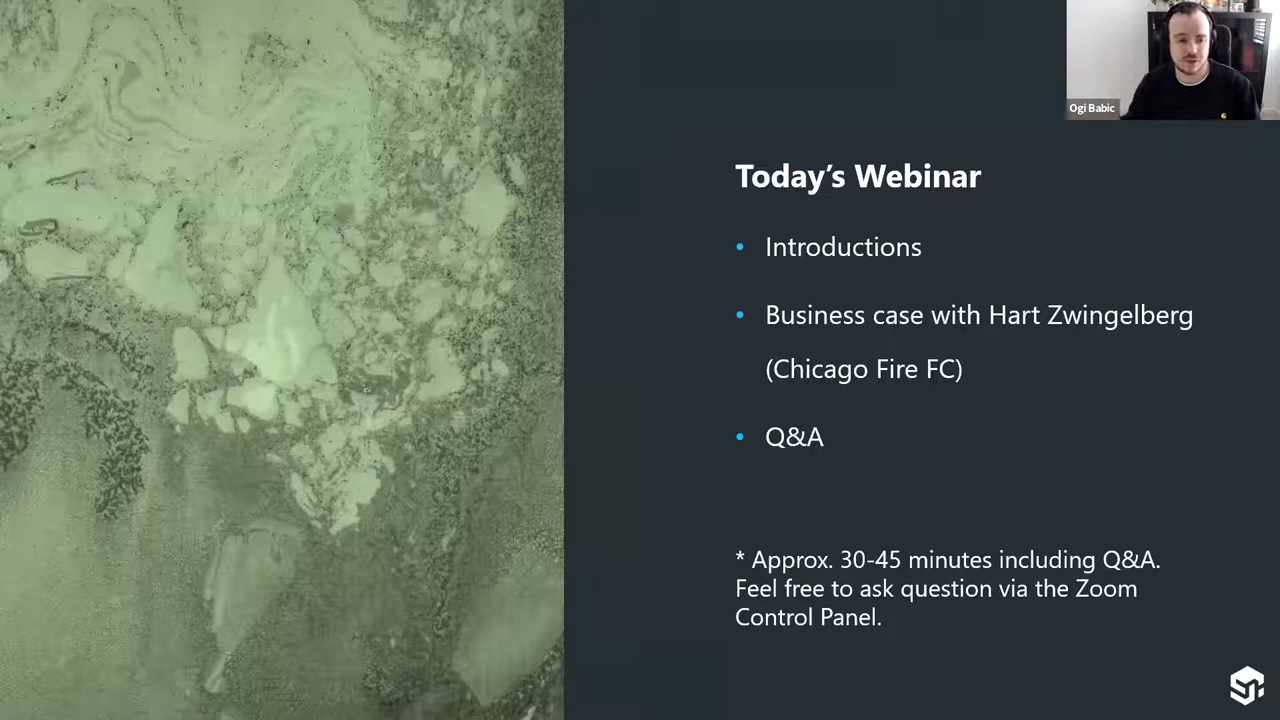 Ogi Babic
Today’s Webinar
• Introductions
• Business case with Hart Zwingelberg
(Chicago Fire FC)
• Q&A
* Approx. 30-45 minutes including Q&A.
Feel free to ask question via the Zoom
Control Panel.